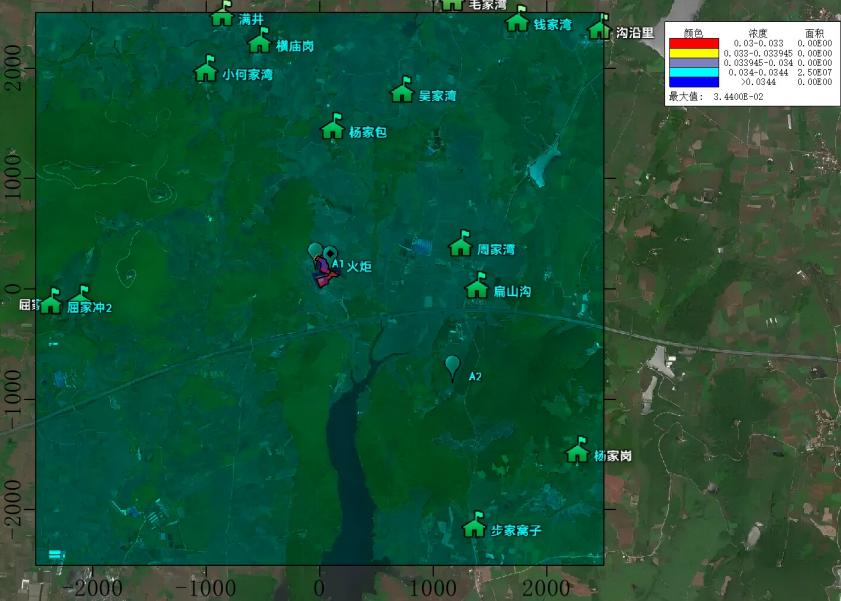 毛家湾
满井
钱家湾
沟沿里
横庙岗
小何家湾
吴家湾
杨家包
周家湾
A1 火炬
扁山沟
屈家冲2
A2
杨家岗
步家窝子
2000
1000
0
-1000
-2000
-2000 -1000 0 1000 2000
颜色 浓度 面积
0.03-0.033 0.00E00
0.033-0.033945 0.00E00
0.033945-0.034 0.00E00
0.034-0.0344 2.50E07
>0.0344 0.00E00
最大值: 3.4400E-02